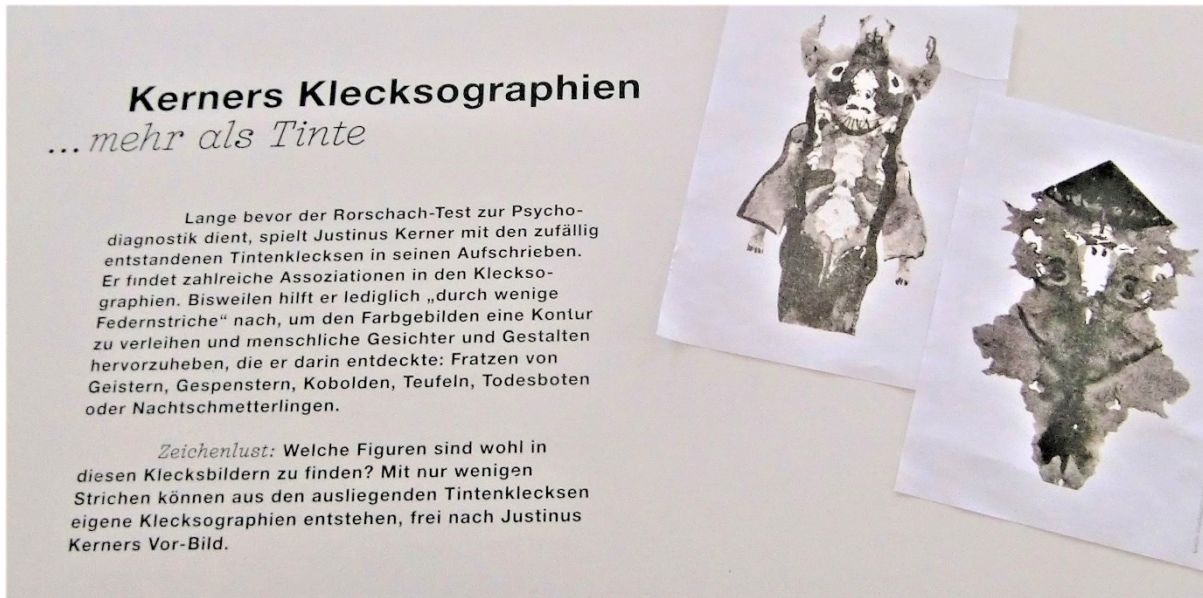 Kerners Klecksographien
...mehr als Tinte
Lange bevor der Rorschach-Test zur Psycho-
diagnostik dient, spielt Justinus Kerner mit den zufällig
entstandenen Tintenklecksen in seinen Aufschrieben.
Er findet zahlreiche Assoziationen in den Kleckso-
graphien. Bisweilen hilft er lediglich „durch wenige
Federnstriche“ nach, um den Farbgebilden eine Kontur
zu verleihen und menschliche Gesichter und Gestalten
hervorzuheben, die er darin entdeckte: Fratzen von
Geistern, Gespenstern, Kobolden, Teufeln, Todesboten
oder Nachtschmetterlingen.
Zeichenlust: Welche Figuren sind wohl in
diesen Klecksbildern zu finden? Mit nur wenigen
Strichen können aus den ausliegenden Tintenklecksen
eigene Klecksographien entstehen, frei nach Justinus
Kerners Vor-Bild.